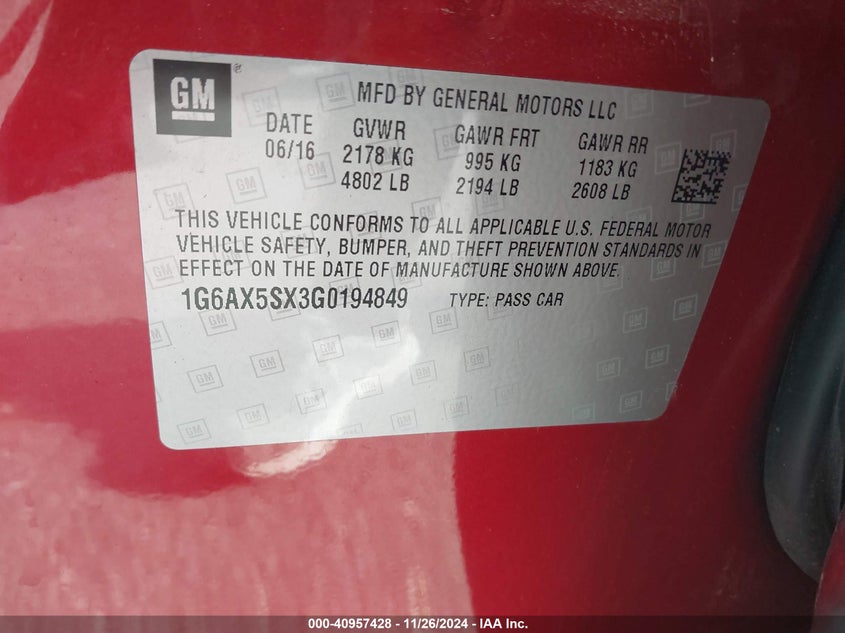 GM®
MFD BY GENERAL MOTORS LLC
DATE GVWR GAWR FRT GAWR RR
06/16 2178 KG 995 KG 1183 KG
4802 LB 2194 LB 2608 LB
THIS VEHICLE CONFORMS TO ALL APPLICABLE U.S. FEDERAL MOTOR
VEHICLE SAFETY, BUMPER, AND THEFT PREVENTION STANDARDS IN
EFFECT ON THE DATE OF MANUFACTURE SHOWN ABOVE.
1G6AX5SX3G0194849 TYPE: PASS CAR
000-40957428 - 11/26/2024 - IAA Inc.